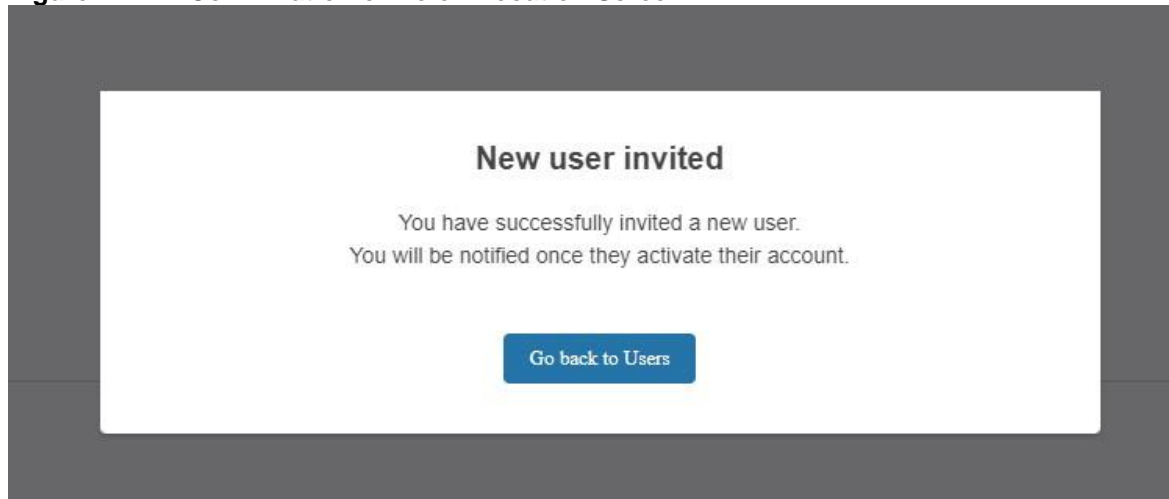 New user invited
You have successfully invited a new user.
You will be notified once they activate their account.
Go back to Users